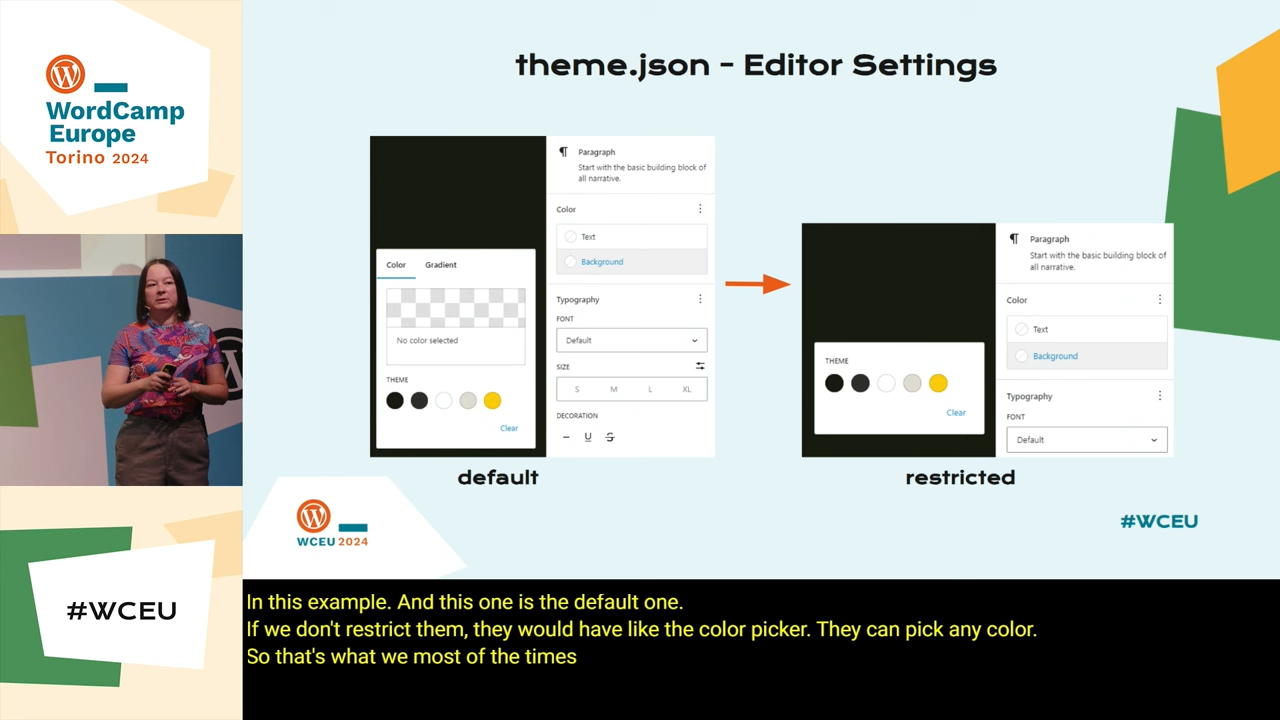 WordCamp
Europe
Torino 2024
#WCEU
theme.json - Editor Settings
Color
Gradient
No color selected
THEME
Clear
Paragraph
Start with the basic building block of
all narrative.
Color
Text
Background
Typography
FONT
Default
SIZE
S M L XL
DECORATION
default
THEME
Clear
Paragraph
Start with the basic building block of
all narrative.
Color
Text
Background
Typography
FONT
Default
restricted
WCEU 2024
#WCEU
In this example. And this one is the default one.
If we don't restrict them, they would have like the color picker. They can pick any color.
So that's what we most of the times